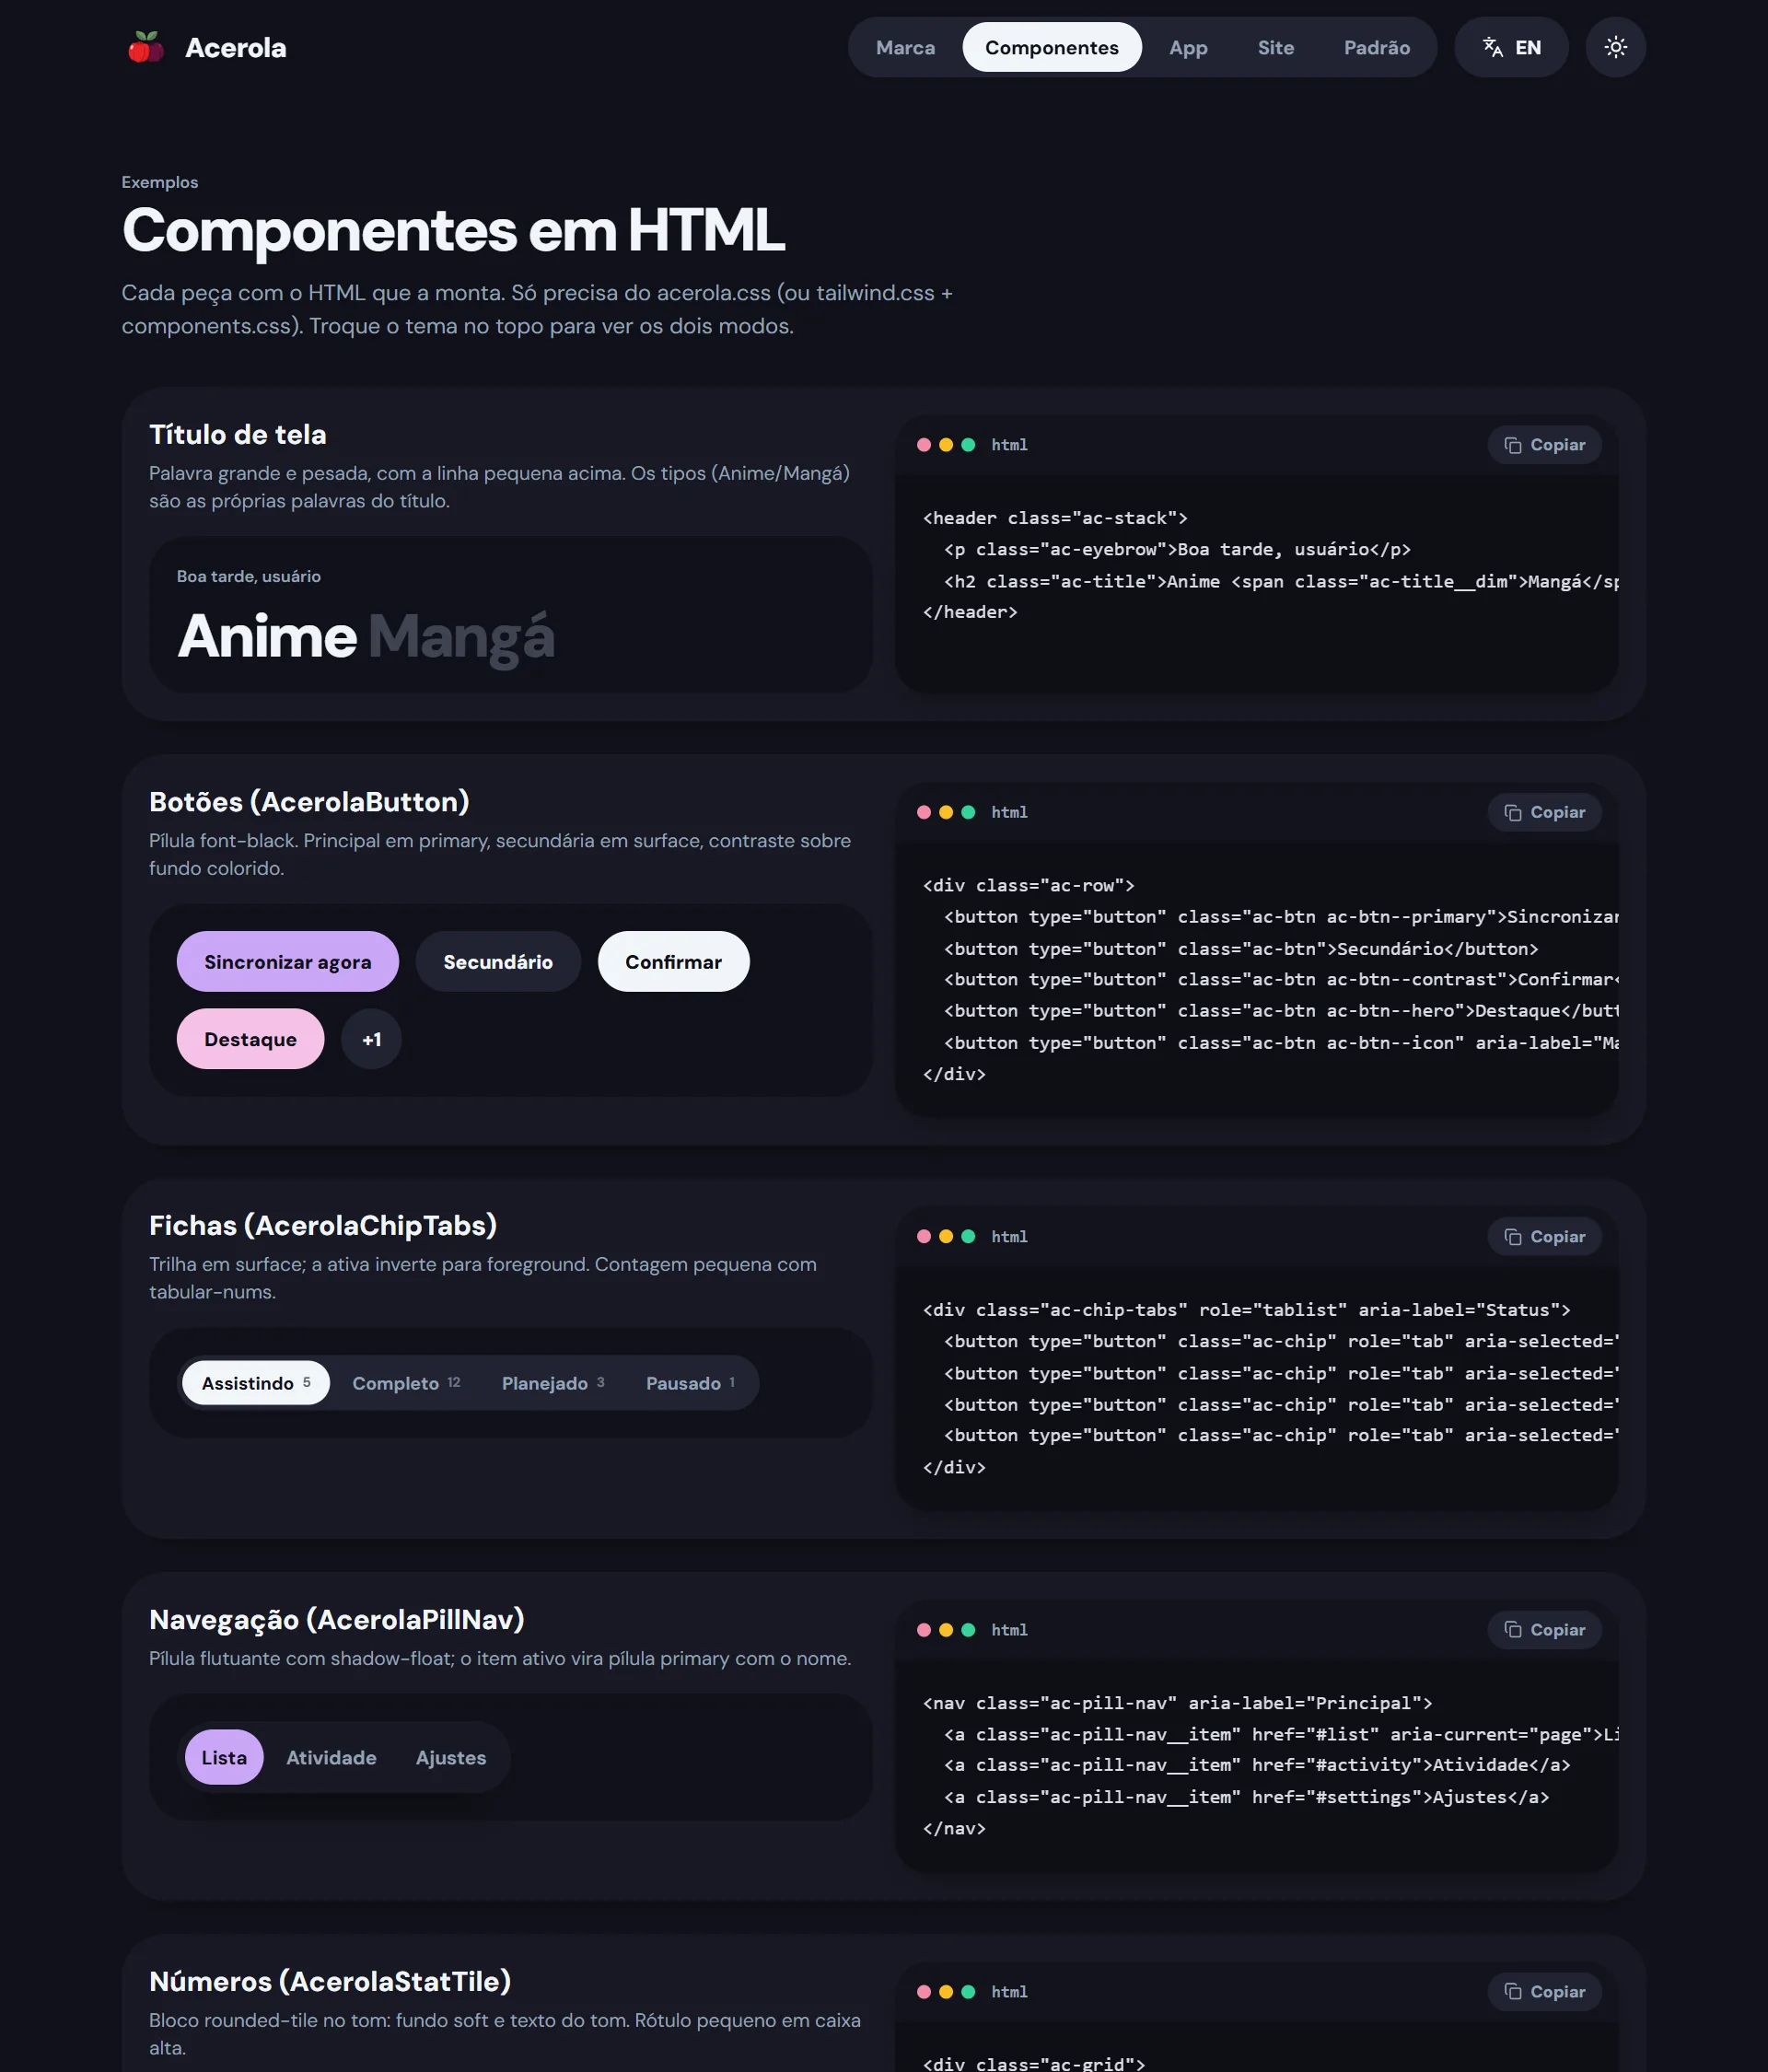 Acerola
Marca
Componentes
App
Site
Padrão
EN
Exemplos
Componentes em HTML
Cada peça com o HTML que a monta. Só precisa do acerola.css (ou tailwind.css +
components.css). Troque o tema no topo para ver os dois modos.
Título de tela
Palavra grande e pesada, com a linha pequena acima. Os tipos (Anime/Mangá)
são as próprias palavras do título.
Boa tarde, usuário
Anime Mangá
html
Copiar
<header class="ac-stack">
  <p class="ac-eyebrow">Boa tarde, usuário</p>
  <h2 class="ac-title">Anime <span class="ac-title__dim">Mangá</sp
</header>
Botões (AcerolaButton)
Pílula font-black. Principal em primary, secundária em surface, contraste sobre
fundo colorido.
Sincronizar agora
Secundário
Confirmar
Destaque
+1
html
Copiar
<div class="ac-row">
  <button type="button" class="ac-btn ac-btn--primary">Sincronizar
  <button type="button" class="ac-btn">Secundário</button>
  <button type="button" class="ac-btn ac-btn--contrast">Confirmar<
  <button type="button" class="ac-btn ac-btn--hero">Destaque</butt
  <button type="button" class="ac-btn ac-btn--icon" aria-label="Ma
</div>
Fichas (AcerolaChipTabs)
Trilha em surface; a ativa inverte para foreground. Contagem pequena com
tabular-nums.
Assistindo 5
Completo 12
Planejado 3
Pausado 1
html
Copiar
<div class="ac-chip-tabs" role="tablist" aria-label="Status">
  <button type="button" class="ac-chip" role="tab" aria-selected="
  <button type="button" class="ac-chip" role="tab" aria-selected="
  <button type="button" class="ac-chip" role="tab" aria-selected="
  <button type="button" class="ac-chip" role="tab" aria-selected="
</div>
Navegação (AcerolaPillNav)
Pílula flutuante com shadow-float; o item ativo vira pílula primary com o nome.
Lista
Atividade
Ajustes
html
Copiar
<nav class="ac-pill-nav" aria-label="Principal">
  <a class="ac-pill-nav__item" href="#list" aria-current="page">Li
  <a class="ac-pill-nav__item" href="#activity">Atividade</a>
  <a class="ac-pill-nav__item" href="#settings">Ajustes</a>
</nav>
Números (AcerolaStatTile)
Bloco rounded-tile no tom: fundo soft e texto do tom. Rótulo pequeno em caixa
alta.
html
Copiar
<div class="ac-grid">